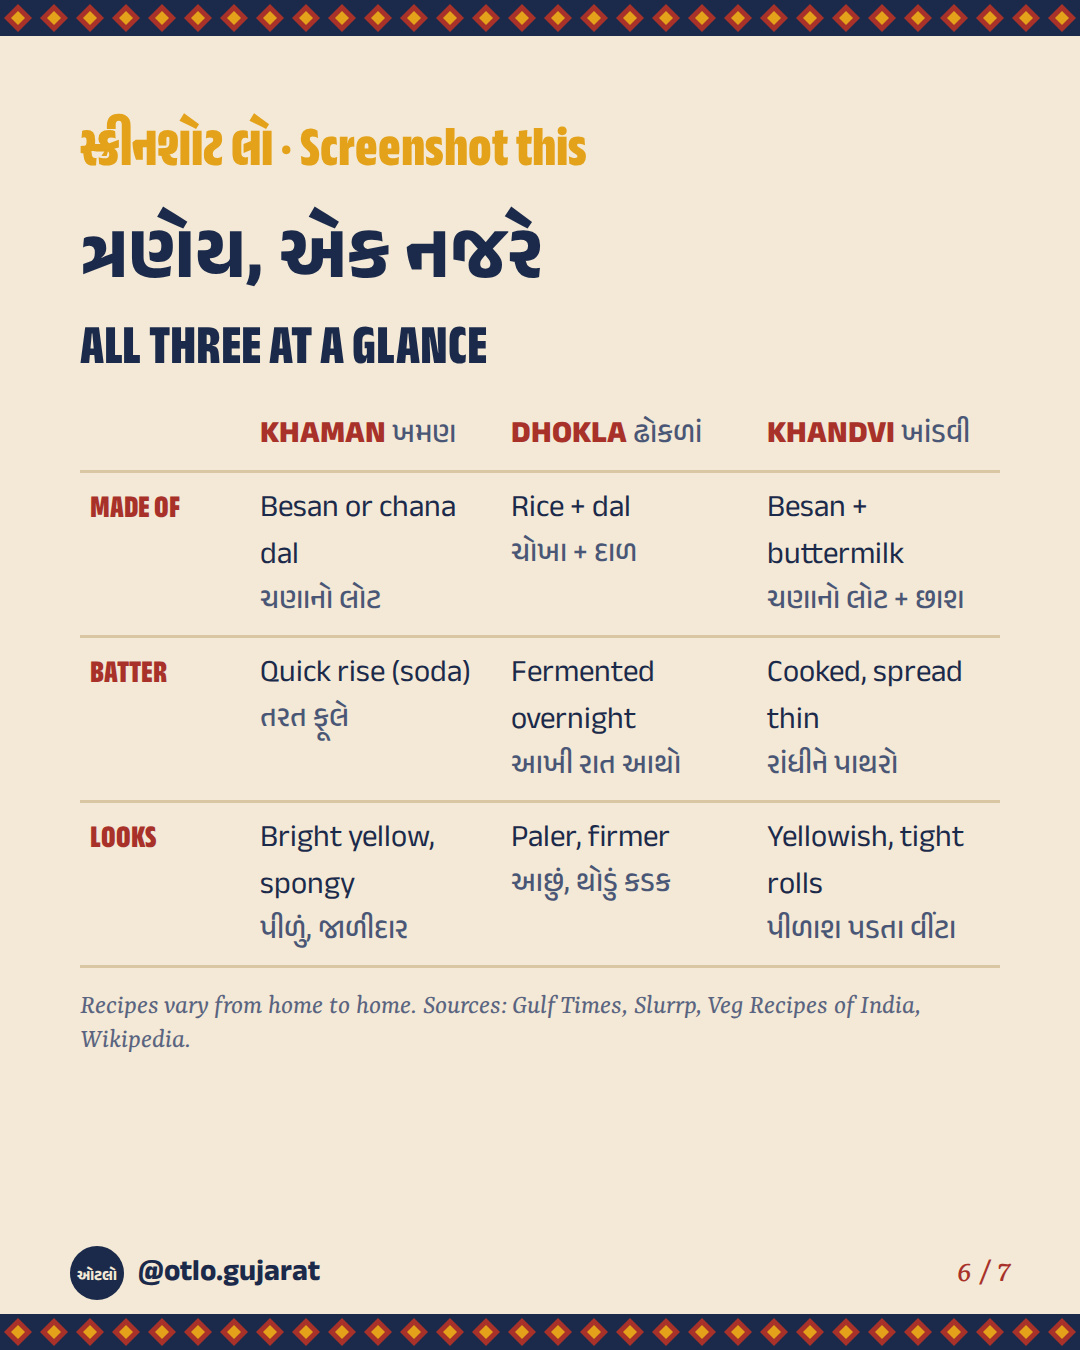 સ્ક્રીનશોટ લો · Screenshot this
ત્રણેય, એક નજરે
ALL THREE AT A GLANCE
KHAMAN ખમણ DHOKLA ઢોકળાં KHANDVI ખાંડવી
MADE OF Besan or chana Rice + dal Besan +
dal ચોખા + દાળ buttermilk
ચણાનો લોટ ચણાનો લોટ + છાશ
BATTER Quick rise (soda) Fermented Cooked, spread
તરત ફૂલે overnight thin
આખી રાત આથો રાંધીને પાથરો
LOOKS Bright yellow, Paler, firmer Yellowish, tight
spongy આછું, થોડું કડક rolls
પીળું, જાળીદાર પીળાશ પડતા વીંટા
Recipes vary from home to home. Sources: Gulf Times, Slurrp, Veg Recipes of India,
Wikipedia.
ઓટલો @otlo.gujarat 6 / 7